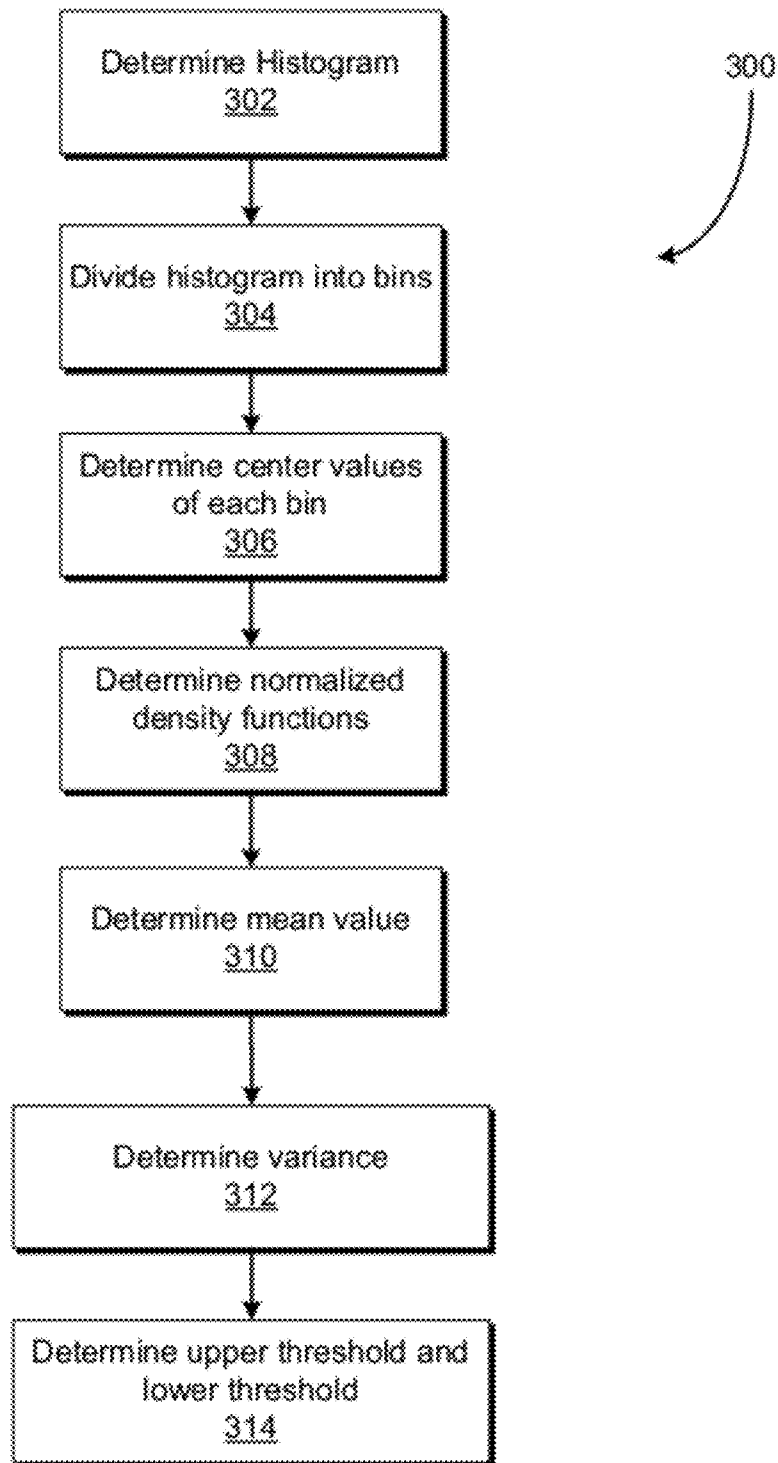 Determine Histogram
302
300
Divide histogram into bins
304
Determine center values
of each bin
306
Determine normalized
density functions
308
Determine mean value
310
Determine variance
312
Determine upper threshold and
lower threshold
314